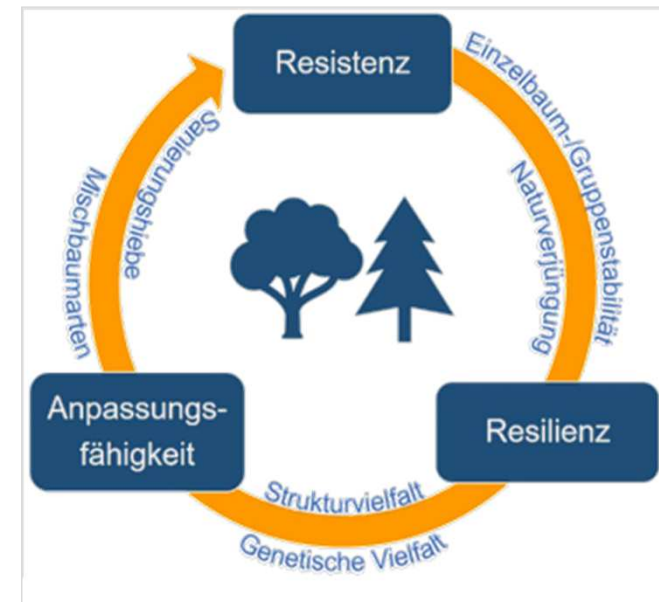 Resistenz
Einzelbaum-/Gruppenstabilität
Naturverjüngung
Resilienz
Strukturvielfalt
Genetische Vielfalt
Anpassungs-
fähigkeit
Mischbaumarten
Sanierungshiebe